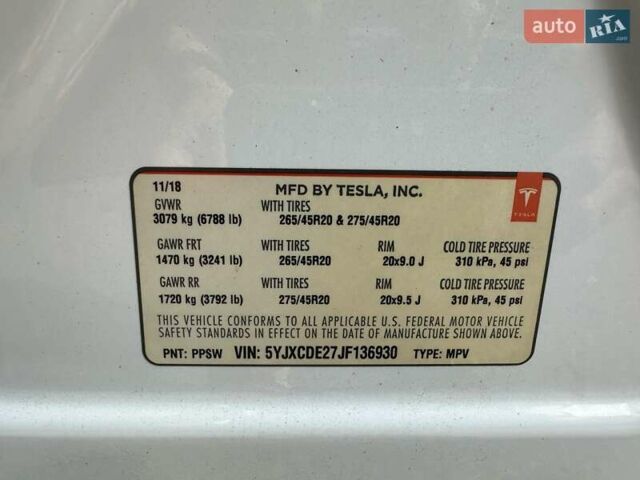 auto RIA.com
11/18 MFD BY TESLA, INC.
TESLA
GVWR WITH TIRES
3079 kg (6788 lb) 265/45R20 & 275/45R20
GAWR FRT WITH TIRES RIM COLD TIRE PRESSURE
1470 kg (3241 lb) 265/45R20 20x9.0 J 310 kPa, 45 psi
GAWR RR WITH TIRES RIM COLD TIRE PRESSURE
1720 kg (3792 lb) 275/45R20 20x9.5 J 310 kPa, 45 psi
THIS VEHICLE CONFORMS TO ALL APPLICABLE U.S. FEDERAL MOTOR VEHICLE
SAFETY STANDARDS IN EFFECT ON THE DATE OF MANUFACTURE SHOWN ABOVE.
PNT: PPSW VIN: 5YJXCDE27JF136930 TYPE: MPV